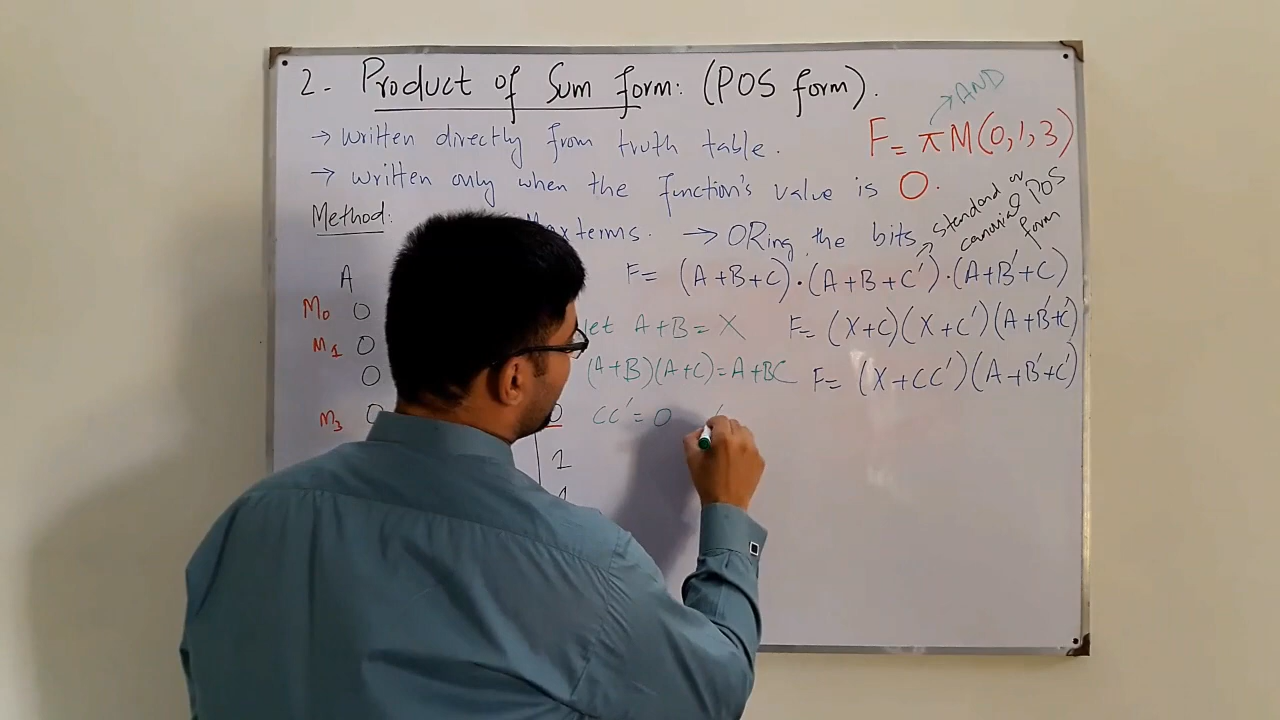 2. Product of Sum form: (POS form).
→ written directly from truth table.
→ AND
F = π M(0,1,3)
→ written only when the function's value is 0.
Method:
terms. → ORing the bits
→ standard or
canonical POS
form
A
F = (A+B+C)·(A+B+C')·(A+B'+C)
M0 0
let A+B = X
F = (X+C)(X+C')(A+B'+C')
M1 0
(A+B)(A+C) = A+BC
F = (X+CC')(A+B'+C')
0
M3 0
0
CC' = 0
1